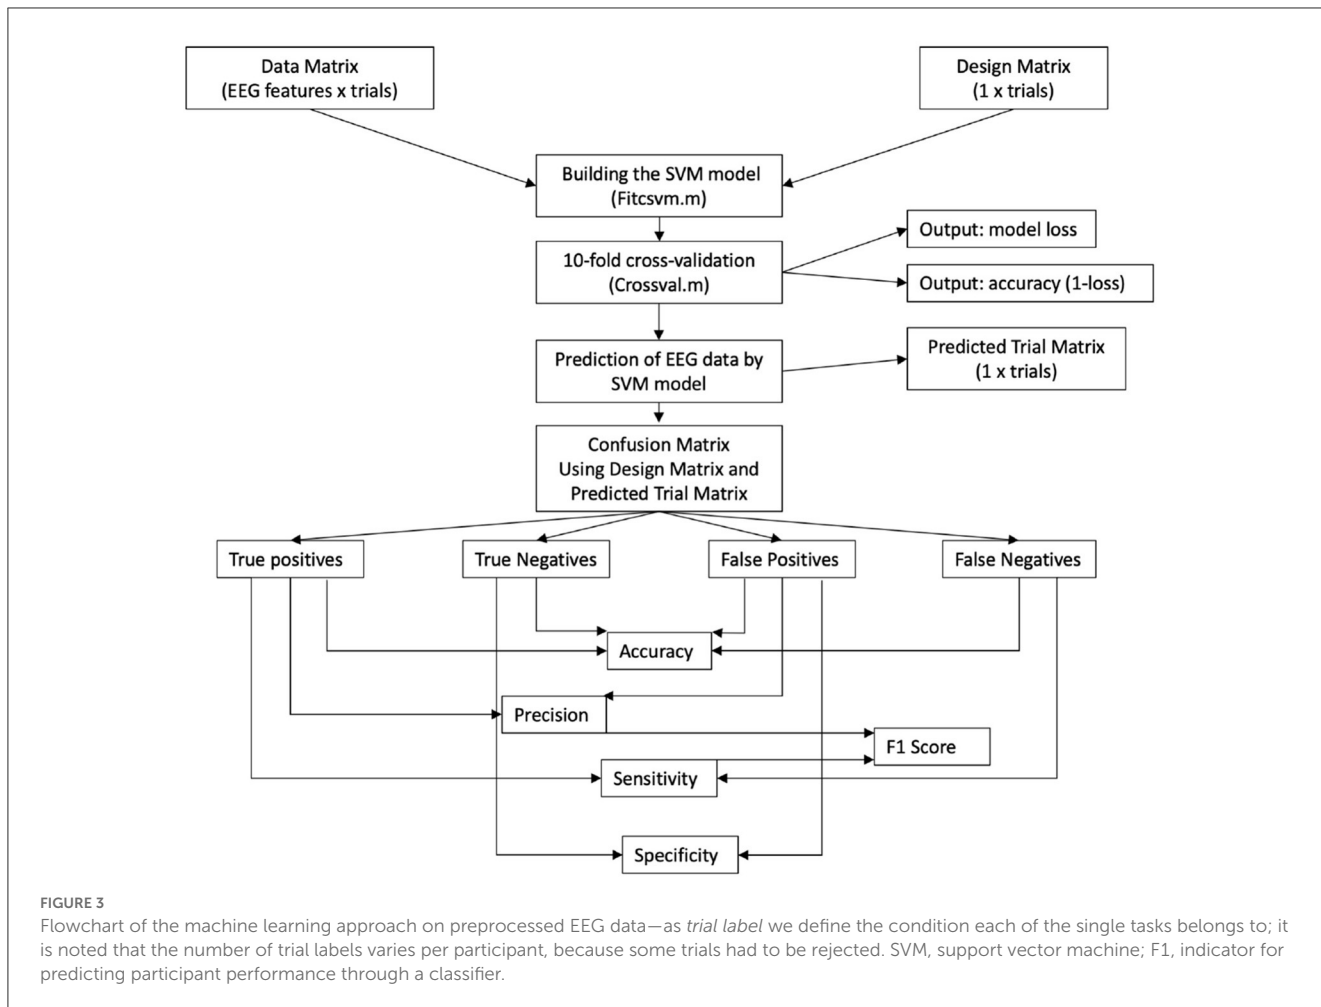 Data Matrix
(EEG features x trials)
Design Matrix
(1 x trials)
Building the SVM model
(Fitcsvm.m)
10-fold cross-validation
(Crossval.m)
Output: model loss
Output: accuracy (1-loss)
Prediction of EEG data by
SVM model
Predicted Trial Matrix
(1 x trials)
Confusion Matrix
Using Design Matrix and
Predicted Trial Matrix
True positives
True Negatives
False Positives
False Negatives
Accuracy
Precision
F1 Score
Sensitivity
Specificity
FIGURE 3
Flowchart of the machine learning approach on preprocessed EEG data—as trial label we define the condition each of the single tasks belongs to; it
is noted that the number of trial labels varies per participant, because some trials had to be rejected. SVM, support vector machine; F1, indicator for
predicting participant performance through a classifier.